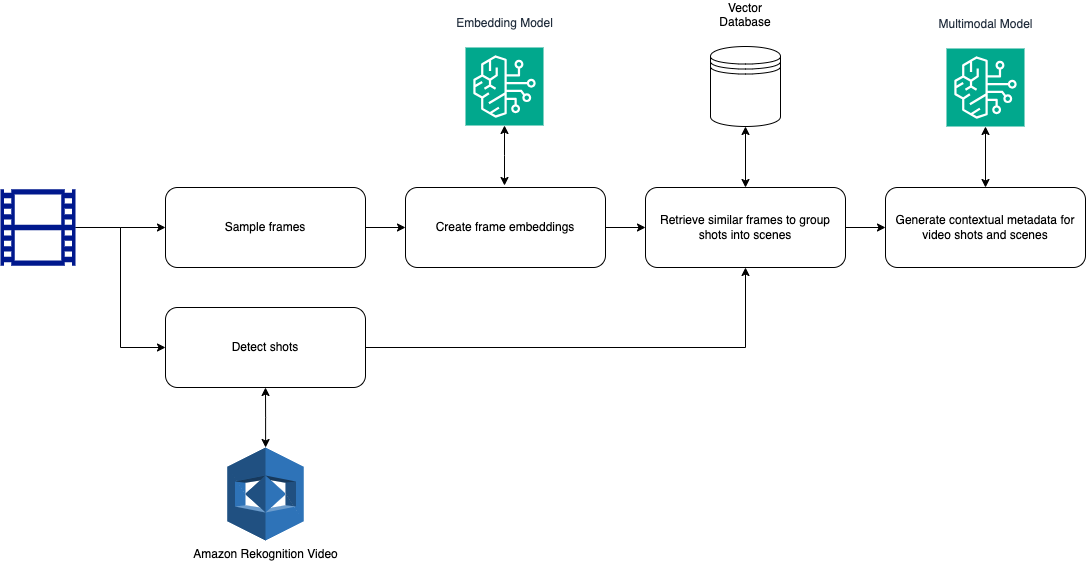 Embedding Model
Vector
Database
Multimodal Model
Sample frames
Create frame embeddings
Retrieve similar frames to group
shots into scenes
Generate contextual metadata for
video shots and scenes
Detect shots
Amazon Rekognition Video